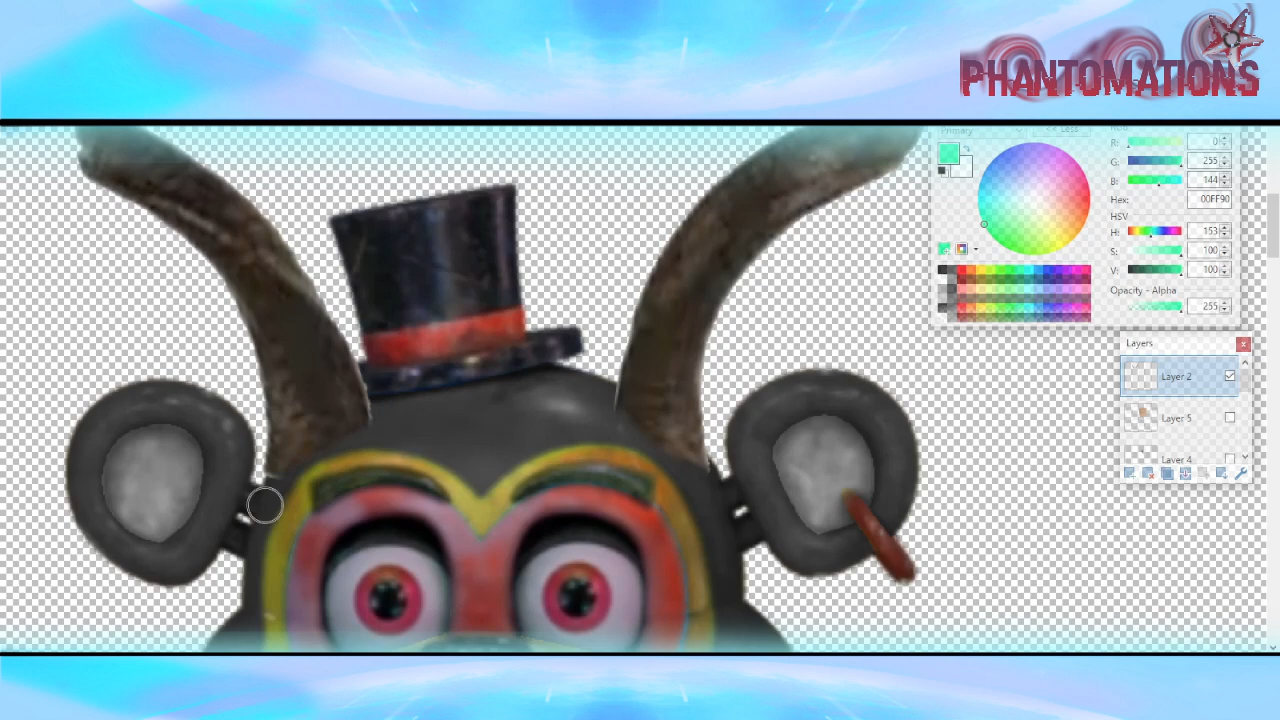 PHANTOMATIONS
Primary
<< Less
R: 0
G: 255
B: 144
Hex: 00FF90
HSV
H: 153
S: 100
V: 100
Opacity - Alpha
255
Layers
Layer 2
Layer 5
Layer 4